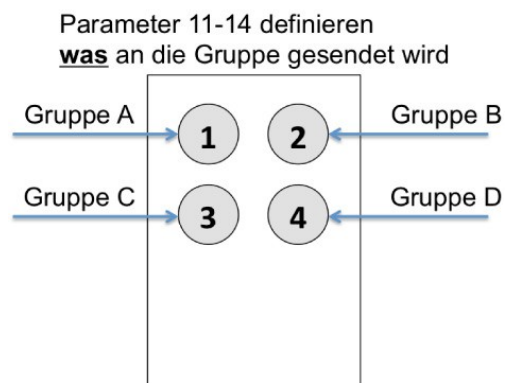 Parameter 11-14 definieren
was an die Gruppe gesendet wird
Gruppe A
1
2
Gruppe B
Gruppe C
3
4
Gruppe D